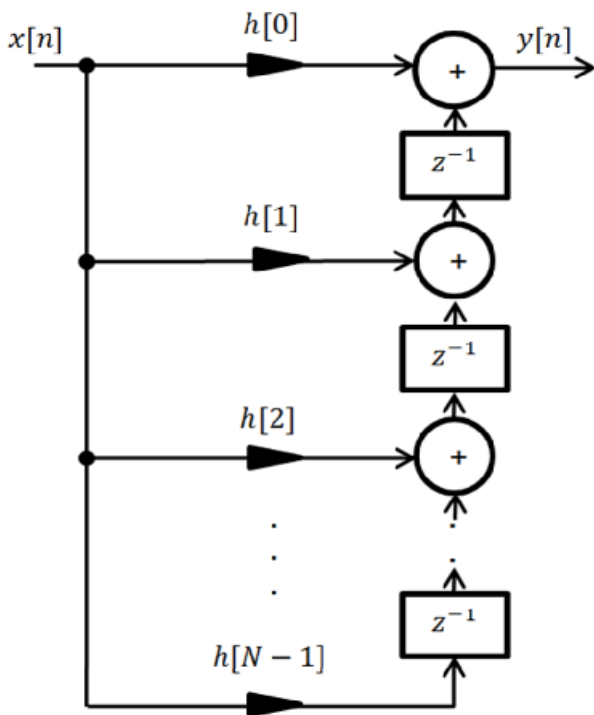 x[n] h[0] + y[n]
z⁻¹
h[1] +
z⁻¹
h[2] +
z⁻¹
h[N − 1]